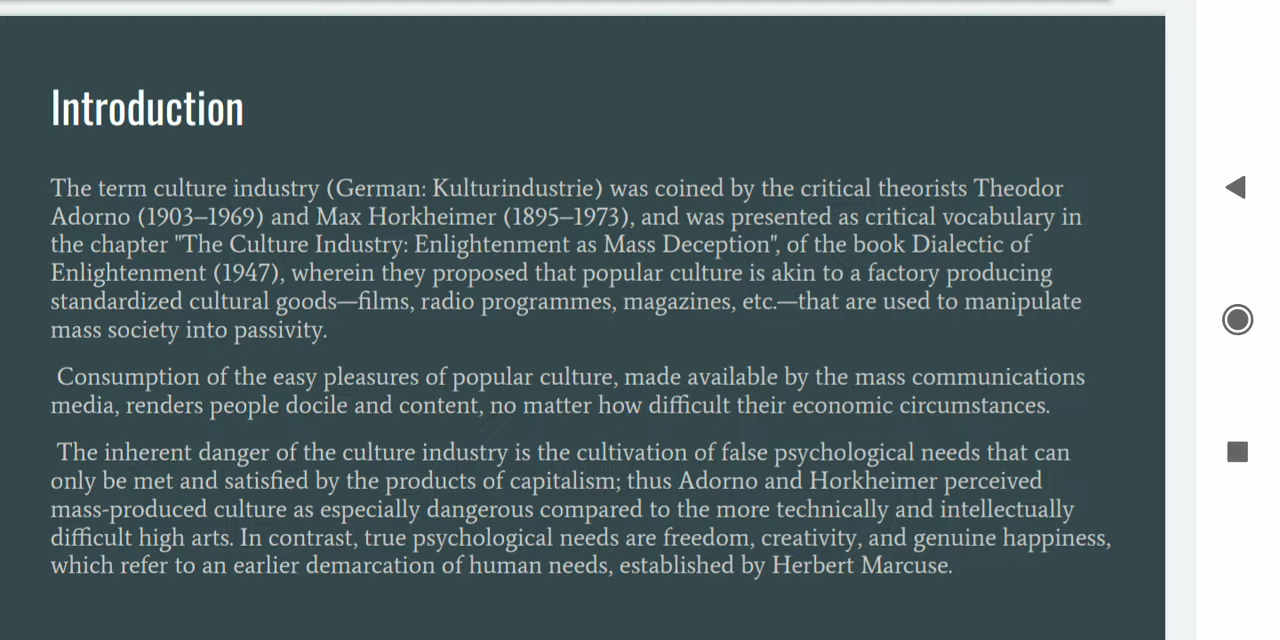 Introduction
The term culture industry (German: Kulturindustrie) was coined by the critical theorists Theodor
Adorno (1903–1969) and Max Horkheimer (1895–1973), and was presented as critical vocabulary in
the chapter "The Culture Industry: Enlightenment as Mass Deception", of the book Dialectic of
Enlightenment (1947), wherein they proposed that popular culture is akin to a factory producing
standardized cultural goods—films, radio programmes, magazines, etc.—that are used to manipulate
mass society into passivity.
Consumption of the easy pleasures of popular culture, made available by the mass communications
media, renders people docile and content, no matter how difficult their economic circumstances.
The inherent danger of the culture industry is the cultivation of false psychological needs that can
only be met and satisfied by the products of capitalism; thus Adorno and Horkheimer perceived
mass-produced culture as especially dangerous compared to the more technically and intellectually
difficult high arts. In contrast, true psychological needs are freedom, creativity, and genuine happiness,
which refer to an earlier demarcation of human needs, established by Herbert Marcuse.